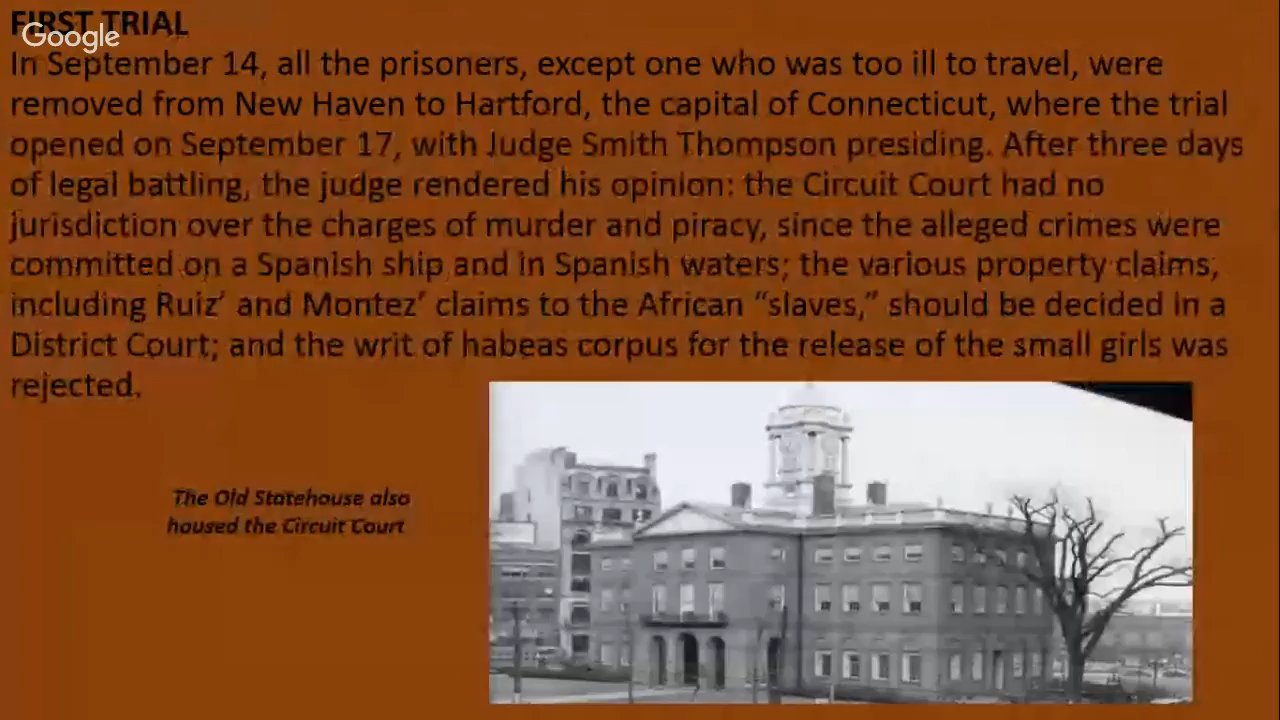 FIRST TRIAL
Google
In September 14, all the prisoners, except one who was too ill to travel, were
removed from New Haven to Hartford, the capital of Connecticut, where the trial
opened on September 17, with Judge Smith Thompson presiding. After three days
of legal battling, the judge rendered his opinion: the Circuit Court had no
jurisdiction over the charges of murder and piracy, since the alleged crimes were
committed on a Spanish ship and in Spanish waters; the various property claims,
including Ruiz’ and Montez’ claims to the African “slaves,” should be decided in a
District Court; and the writ of habeas corpus for the release of the small girls was
rejected.
The Old Statehouse also
housed the Circuit Court